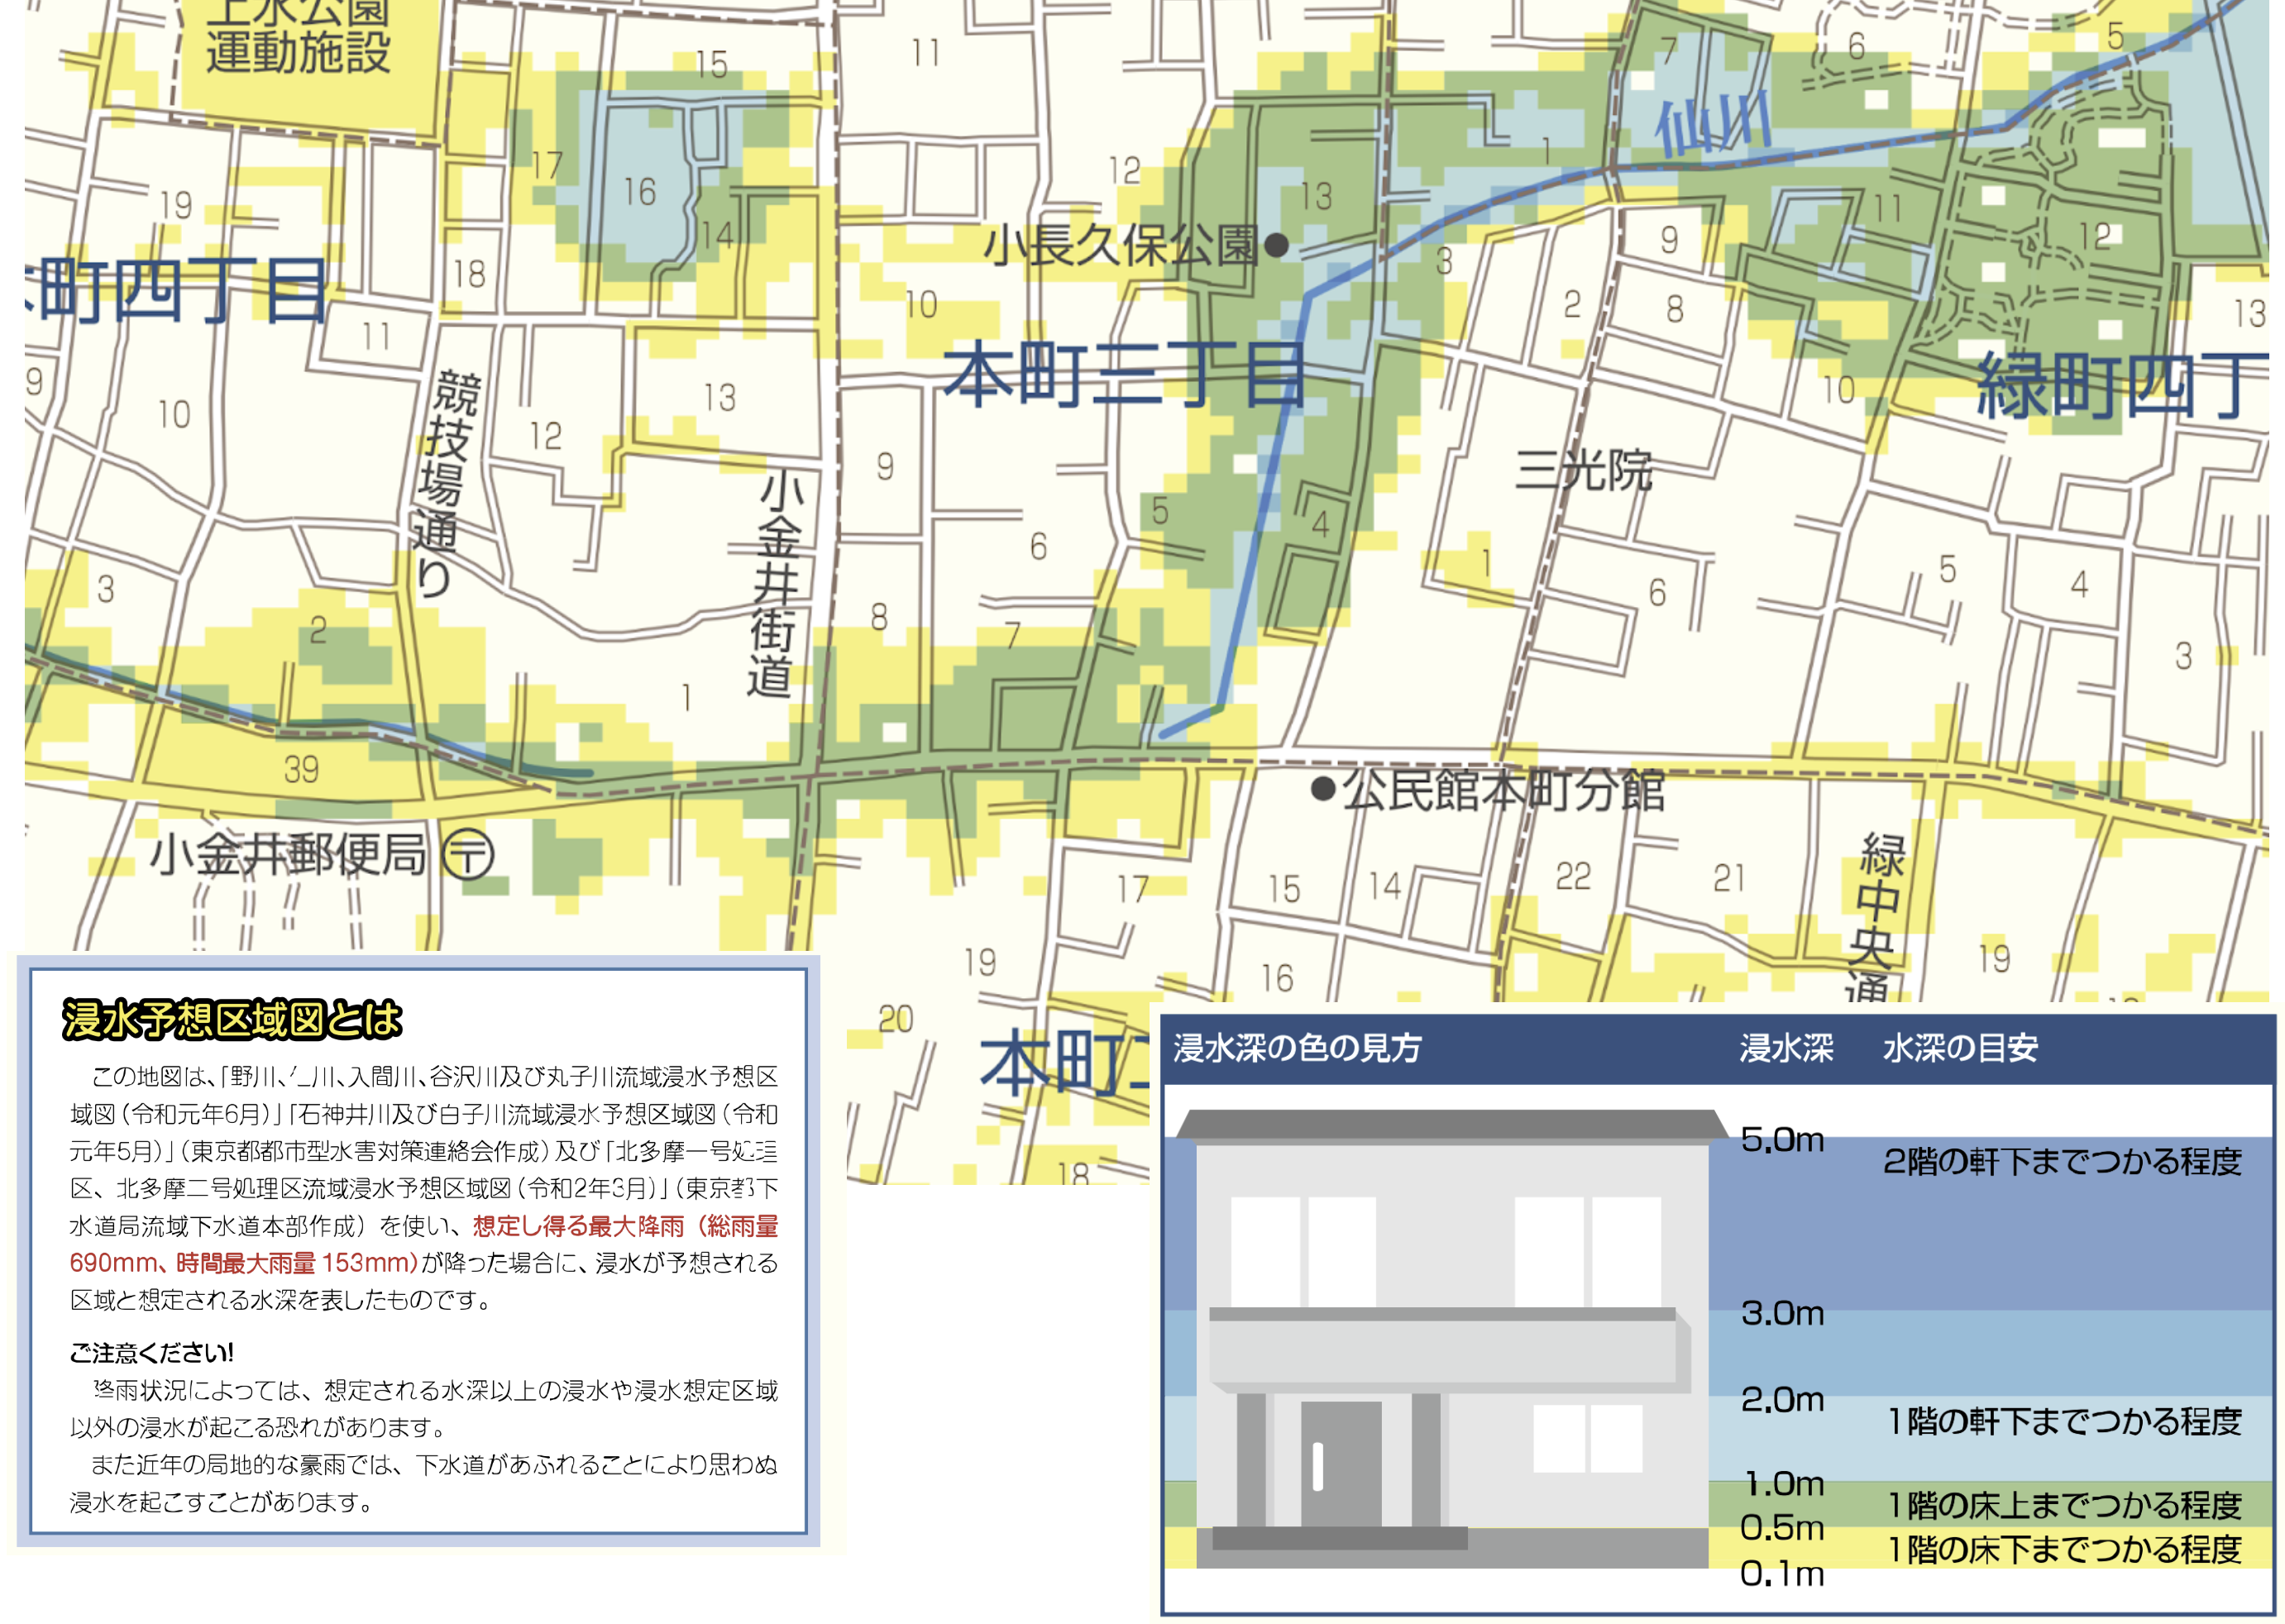 上水公園
運動施設
15
11
7
6
5
仙川
17
16
12
1
19
14
13
11
小長久保公園
3
9
12
18
10
2
8
13
町四丁目
11
本町三丁目
緑町四丁
9
10
競技場通り
13
12
10
9
三光院
小金井街道
5
4
6
1
5
4
3
6
8
2
7
3
1
39
公民館本町分館
小金井郵便局
17
15
14
22
21
緑中央通
19
16
19
20
本町
18
浸水予想区域図とは
この地図は、「野川、仙川、入間川、谷沢川及び丸子川流域浸水予想区
域図（令和元年6月）」「石神井川及び白子川流域浸水予想区域図（令和
元年5月）」（東京都都市型水害対策連絡会作成）及び「北多摩一号処理
区、北多摩二号処理区流域浸水予想区域図（令和2年3月）」（東京都下
水道局流域下水道本部作成）を使い、想定し得る最大降雨（総雨量
690mm、時間最大雨量153mm）が降った場合に、浸水が予想される
区域と想定される水深を表したものです。
ご注意ください!
降雨状況によっては、想定される水深以上の浸水や浸水想定区域
以外の浸水が起こる恐れがあります。
また近年の局地的な豪雨では、下水道があふれることにより思わぬ
浸水を起こすことがあります。
浸水深の色の見方 浸水深 水深の目安
5.0m
2階の軒下までつかる程度
3.0m
2.0m
1階の軒下までつかる程度
1.0m
1階の床上までつかる程度
0.5m
1階の床下までつかる程度
0.1m